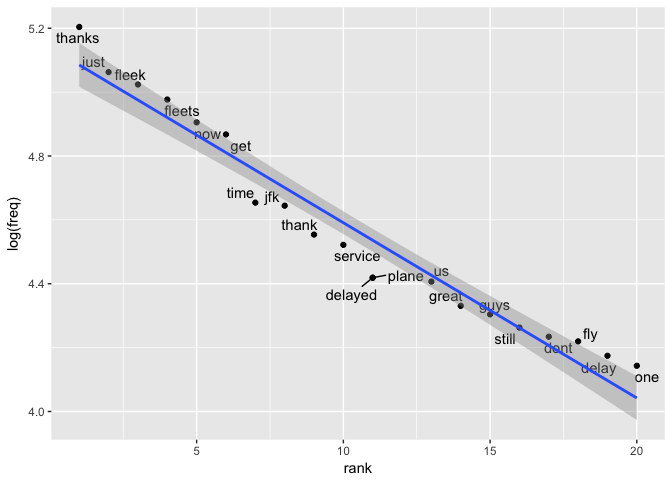 5.2
thanks
just
fleek
fleets
now
get
4.8
time
jfk
thank
service
4.4
plane
delayed
us
great
guys
still
dont
fly
delay
one
4.0
log(freq)
5
10
15
20
rank